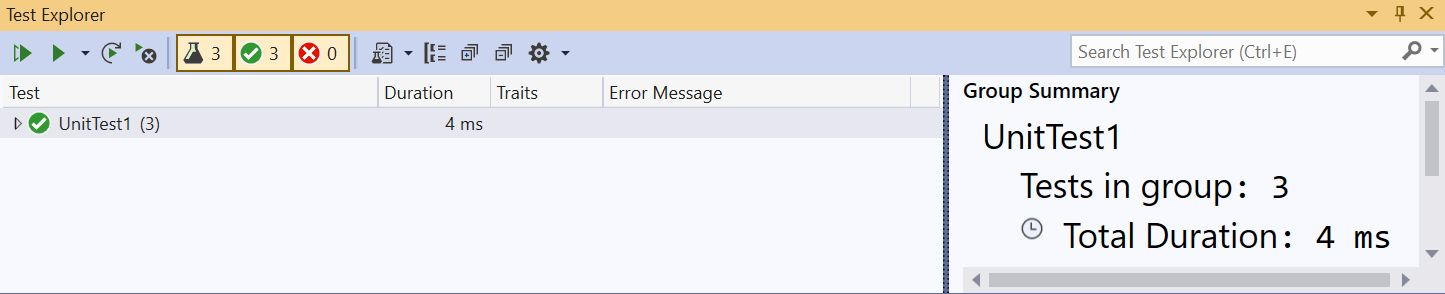 Test Explorer
3 3 0
Search Test Explorer (Ctrl+E)
Test Duration Traits Error Message
UnitTest1 (3) 4 ms
Group Summary
UnitTest1
Tests in group: 3
Total Duration: 4 ms